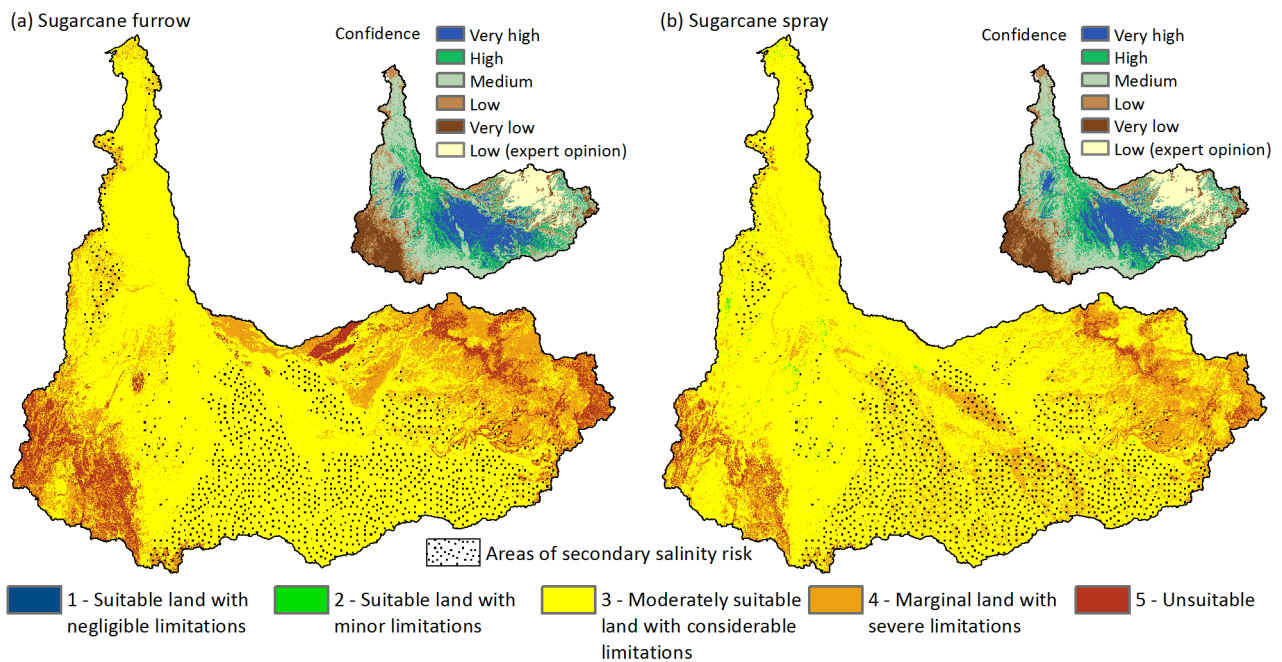 (a) Sugarcane furrow
Confidence
Very high
High
Medium
Low
Very low
Low (expert opinion)
(b) Sugarcane spray
Confidence
Very high
High
Medium
Low
Very low
Low (expert opinion)
Areas of secondary salinity risk
1 - Suitable land with
negligible limitations
2 - Suitable land with
minor limitations
3 - Moderately suitable
land with considerable
limitations
4 - Marginal land with
severe limitations
5 - Unsuitable